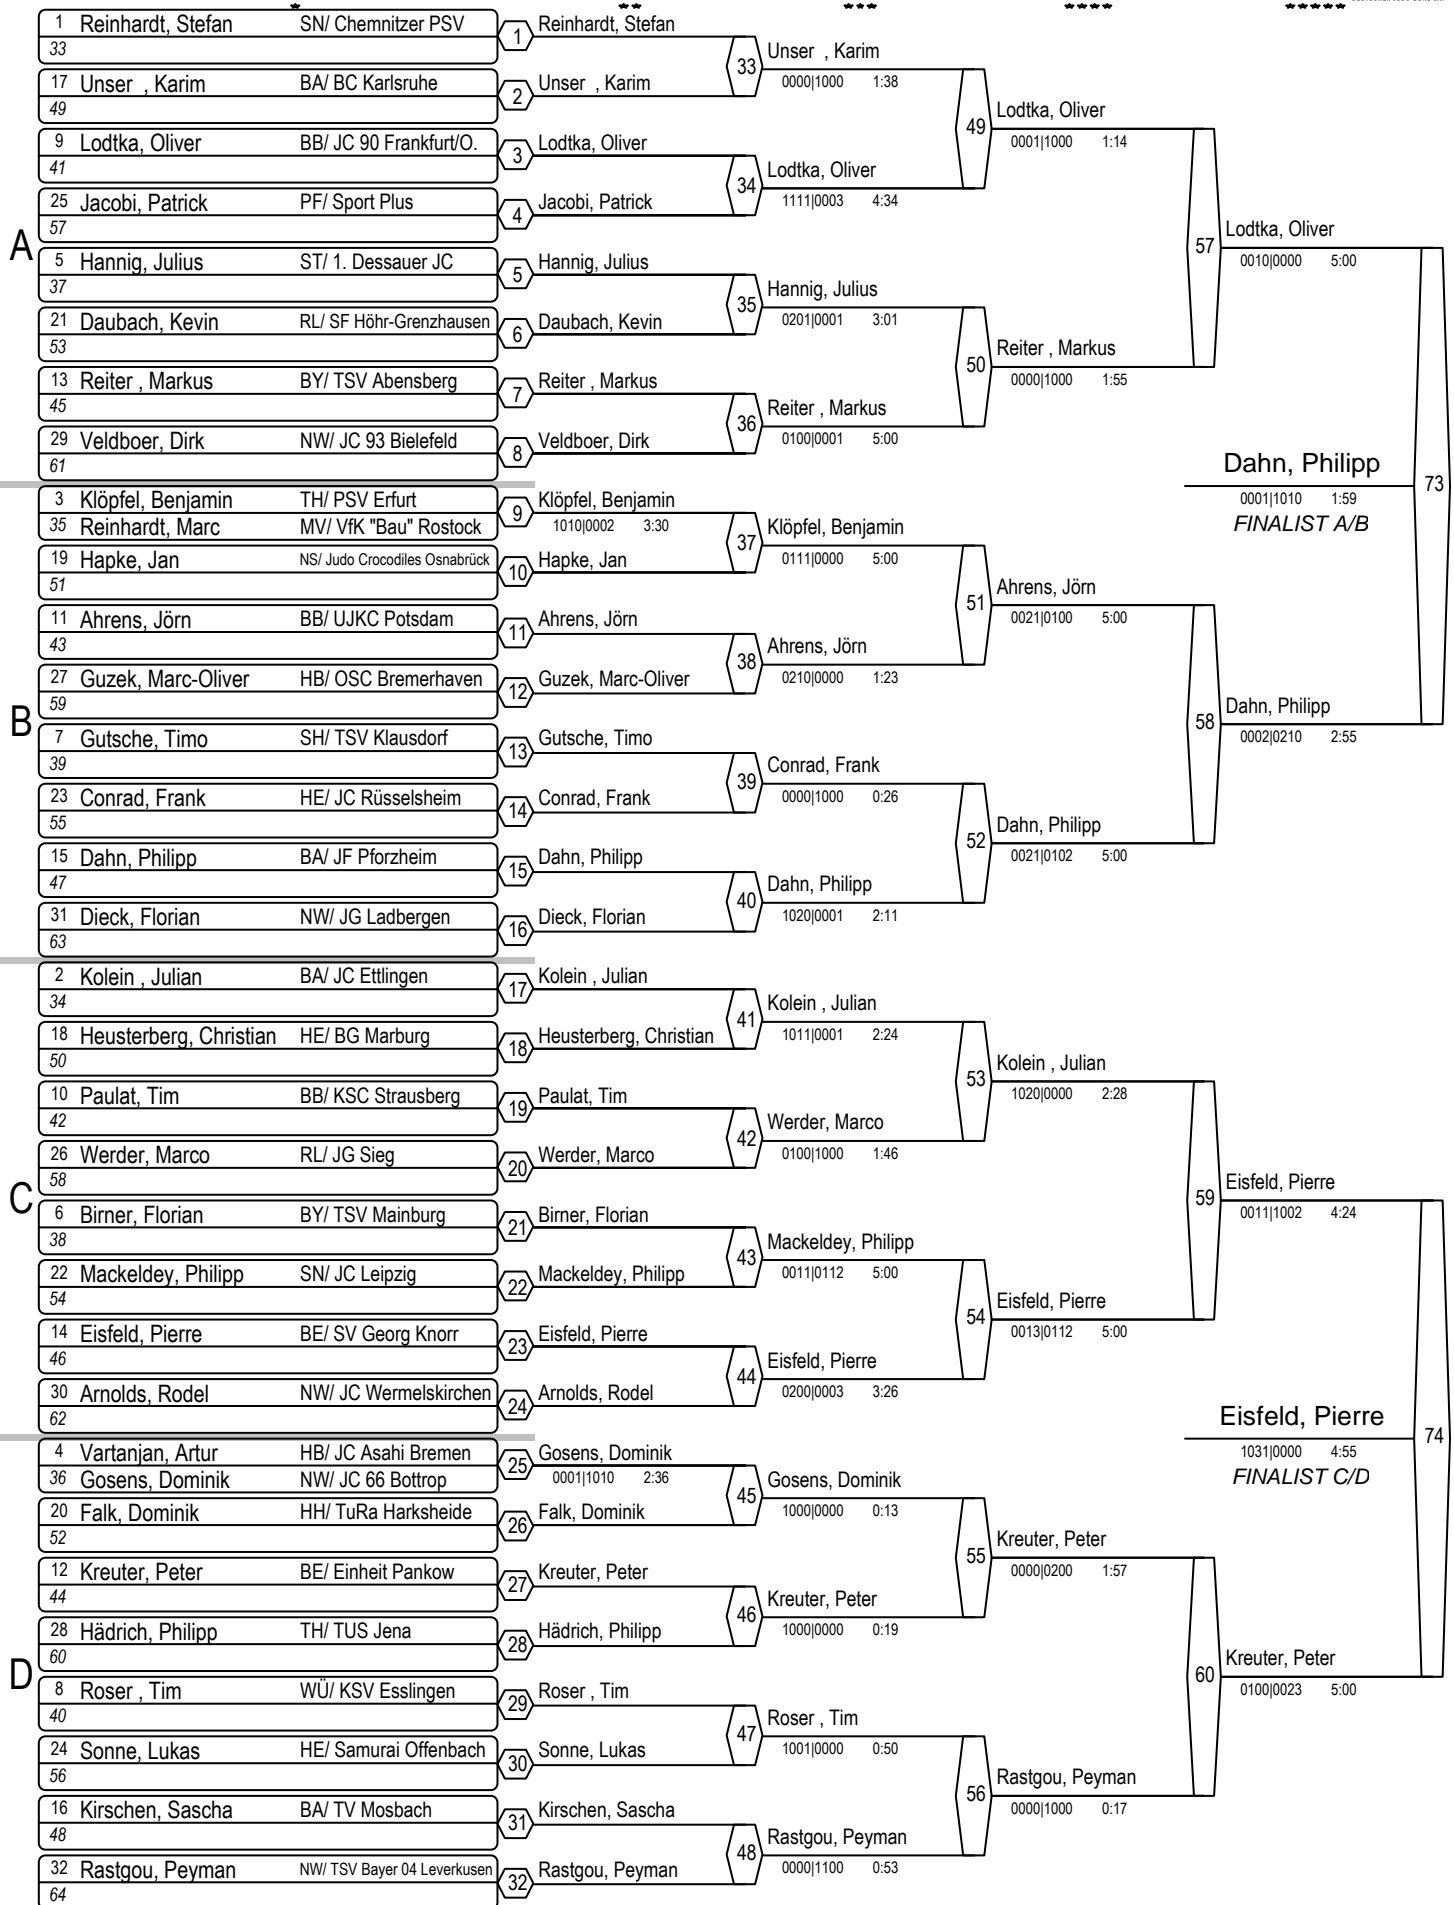 * ** *** **** *****
1 Reinhardt, Stefan SN/ Chemnitzer PSV
33
17 Unser , Karim BA/ BC Karlsruhe
49
9 Lodtka, Oliver BB/ JC 90 Frankfurt/O.
41
25 Jacobi, Patrick PF/ Sport Plus
57
A
5 Hannig, Julius ST/ 1. Dessauer JC
37
21 Daubach, Kevin RL/ SF Höhr-Grenzhausen
53
13 Reiter , Markus BY/ TSV Abensberg
45
29 Veldboer, Dirk NW/ JC 93 Bielefeld
61
3 Klöpfel, Benjamin TH/ PSV Erfurt
35 Reinhardt, Marc MV/ VfK "Bau" Rostock
19 Hapke, Jan NS/ Judo Crocodiles Osnabrück
51
11 Ahrens, Jörn BB/ UJKC Potsdam
43
27 Guzek, Marc-Oliver HB/ OSC Bremerhaven
59
B
7 Gutsche, Timo SH/ TSV Klausdorf
39
23 Conrad, Frank HE/ JC Rüsselsheim
55
15 Dahn, Philipp BA/ JF Pforzheim
47
31 Dieck, Florian NW/ JG Ladbergen
63
2 Kolein , Julian BA/ JC Ettlingen
34
18 Heusterberg, Christian HE/ BG Marburg
50
10 Paulat, Tim BB/ KSC Strausberg
42
26 Werder, Marco RL/ JG Sieg
58
C
6 Birner, Florian BY/ TSV Mainburg
38
22 Mackeldey, Philipp SN/ JC Leipzig
54
14 Eisfeld, Pierre BE/ SV Georg Knorr
46
30 Arnolds, Rodel NW/ JC Wermelskirchen
62
4 Vartanjan, Artur HB/ JC Asahi Bremen
36 Gosens, Dominik NW/ JC 66 Bottrop
20 Falk, Dominik HH/ TuRa Harksheide
52
12 Kreuter, Peter BE/ Einheit Pankow
44
28 Hädrich, Philipp TH/ TUS Jena
60
D
8 Roser , Tim WÜ/ KSV Esslingen
40
24 Sonne, Lukas HE/ Samurai Offenbach
56
16 Kirschen, Sascha BA/ TV Mosbach
48
32 Rastgou, Peyman NW/ TSV Bayer 04 Leverkusen
64
1 Reinhardt, Stefan
2 Unser , Karim
3 Lodtka, Oliver
4 Jacobi, Patrick
5 Hannig, Julius
6 Daubach, Kevin
7 Reiter , Markus
8 Veldboer, Dirk
9 Klöpfel, Benjamin
1010|0002 3:30
10 Hapke, Jan
11 Ahrens, Jörn
12 Guzek, Marc-Oliver
13 Gutsche, Timo
14 Conrad, Frank
15 Dahn, Philipp
16 Dieck, Florian
17 Kolein , Julian
18 Heusterberg, Christian
19 Paulat, Tim
20 Werder, Marco
21 Birner, Florian
22 Mackeldey, Philipp
23 Eisfeld, Pierre
24 Arnolds, Rodel
25 Gosens, Dominik
0001|1010 2:36
26 Falk, Dominik
27 Kreuter, Peter
28 Hädrich, Philipp
29 Roser , Tim
30 Sonne, Lukas
31 Kirschen, Sascha
32 Rastgou, Peyman
33 Unser , Karim
0000|1000 1:38
34 Lodtka, Oliver
1111|0003 4:34
35 Hannig, Julius
0201|0001 3:01
36 Reiter , Markus
0100|0001 5:00
37 Klöpfel, Benjamin
0111|0000 5:00
38 Ahrens, Jörn
0210|0000 1:23
39 Conrad, Frank
0000|1000 0:26
40 Dahn, Philipp
1020|0001 2:11
41 Kolein , Julian
1011|0001 2:24
42 Werder, Marco
0100|1000 1:46
43 Mackeldey, Philipp
0011|0112 5:00
44 Eisfeld, Pierre
0200|0003 3:26
45 Gosens, Dominik
1000|0000 0:13
46 Kreuter, Peter
1000|0000 0:19
47 Roser , Tim
1001|0000 0:50
48 Rastgou, Peyman
0000|1100 0:53
49 Lodtka, Oliver
0001|1000 1:14
50 Reiter , Markus
0000|1000 1:55
51 Ahrens, Jörn
0021|0100 5:00
52 Dahn, Philipp
0021|0102 5:00
53 Kolein , Julian
1020|0000 2:28
54 Eisfeld, Pierre
0013|0112 5:00
55 Kreuter, Peter
0000|0200 1:57
56 Rastgou, Peyman
0000|1000 0:17
57 Lodtka, Oliver
0010|0000 5:00
58 Dahn, Philipp
0002|0210 2:55
59 Eisfeld, Pierre
0011|1002 4:24
60 Kreuter, Peter
0100|0023 5:00
Dahn, Philipp 73
0001|1010 1:59
FINALIST A/B
Eisfeld, Pierre 74
1031|0000 4:55
FINALIST C/D